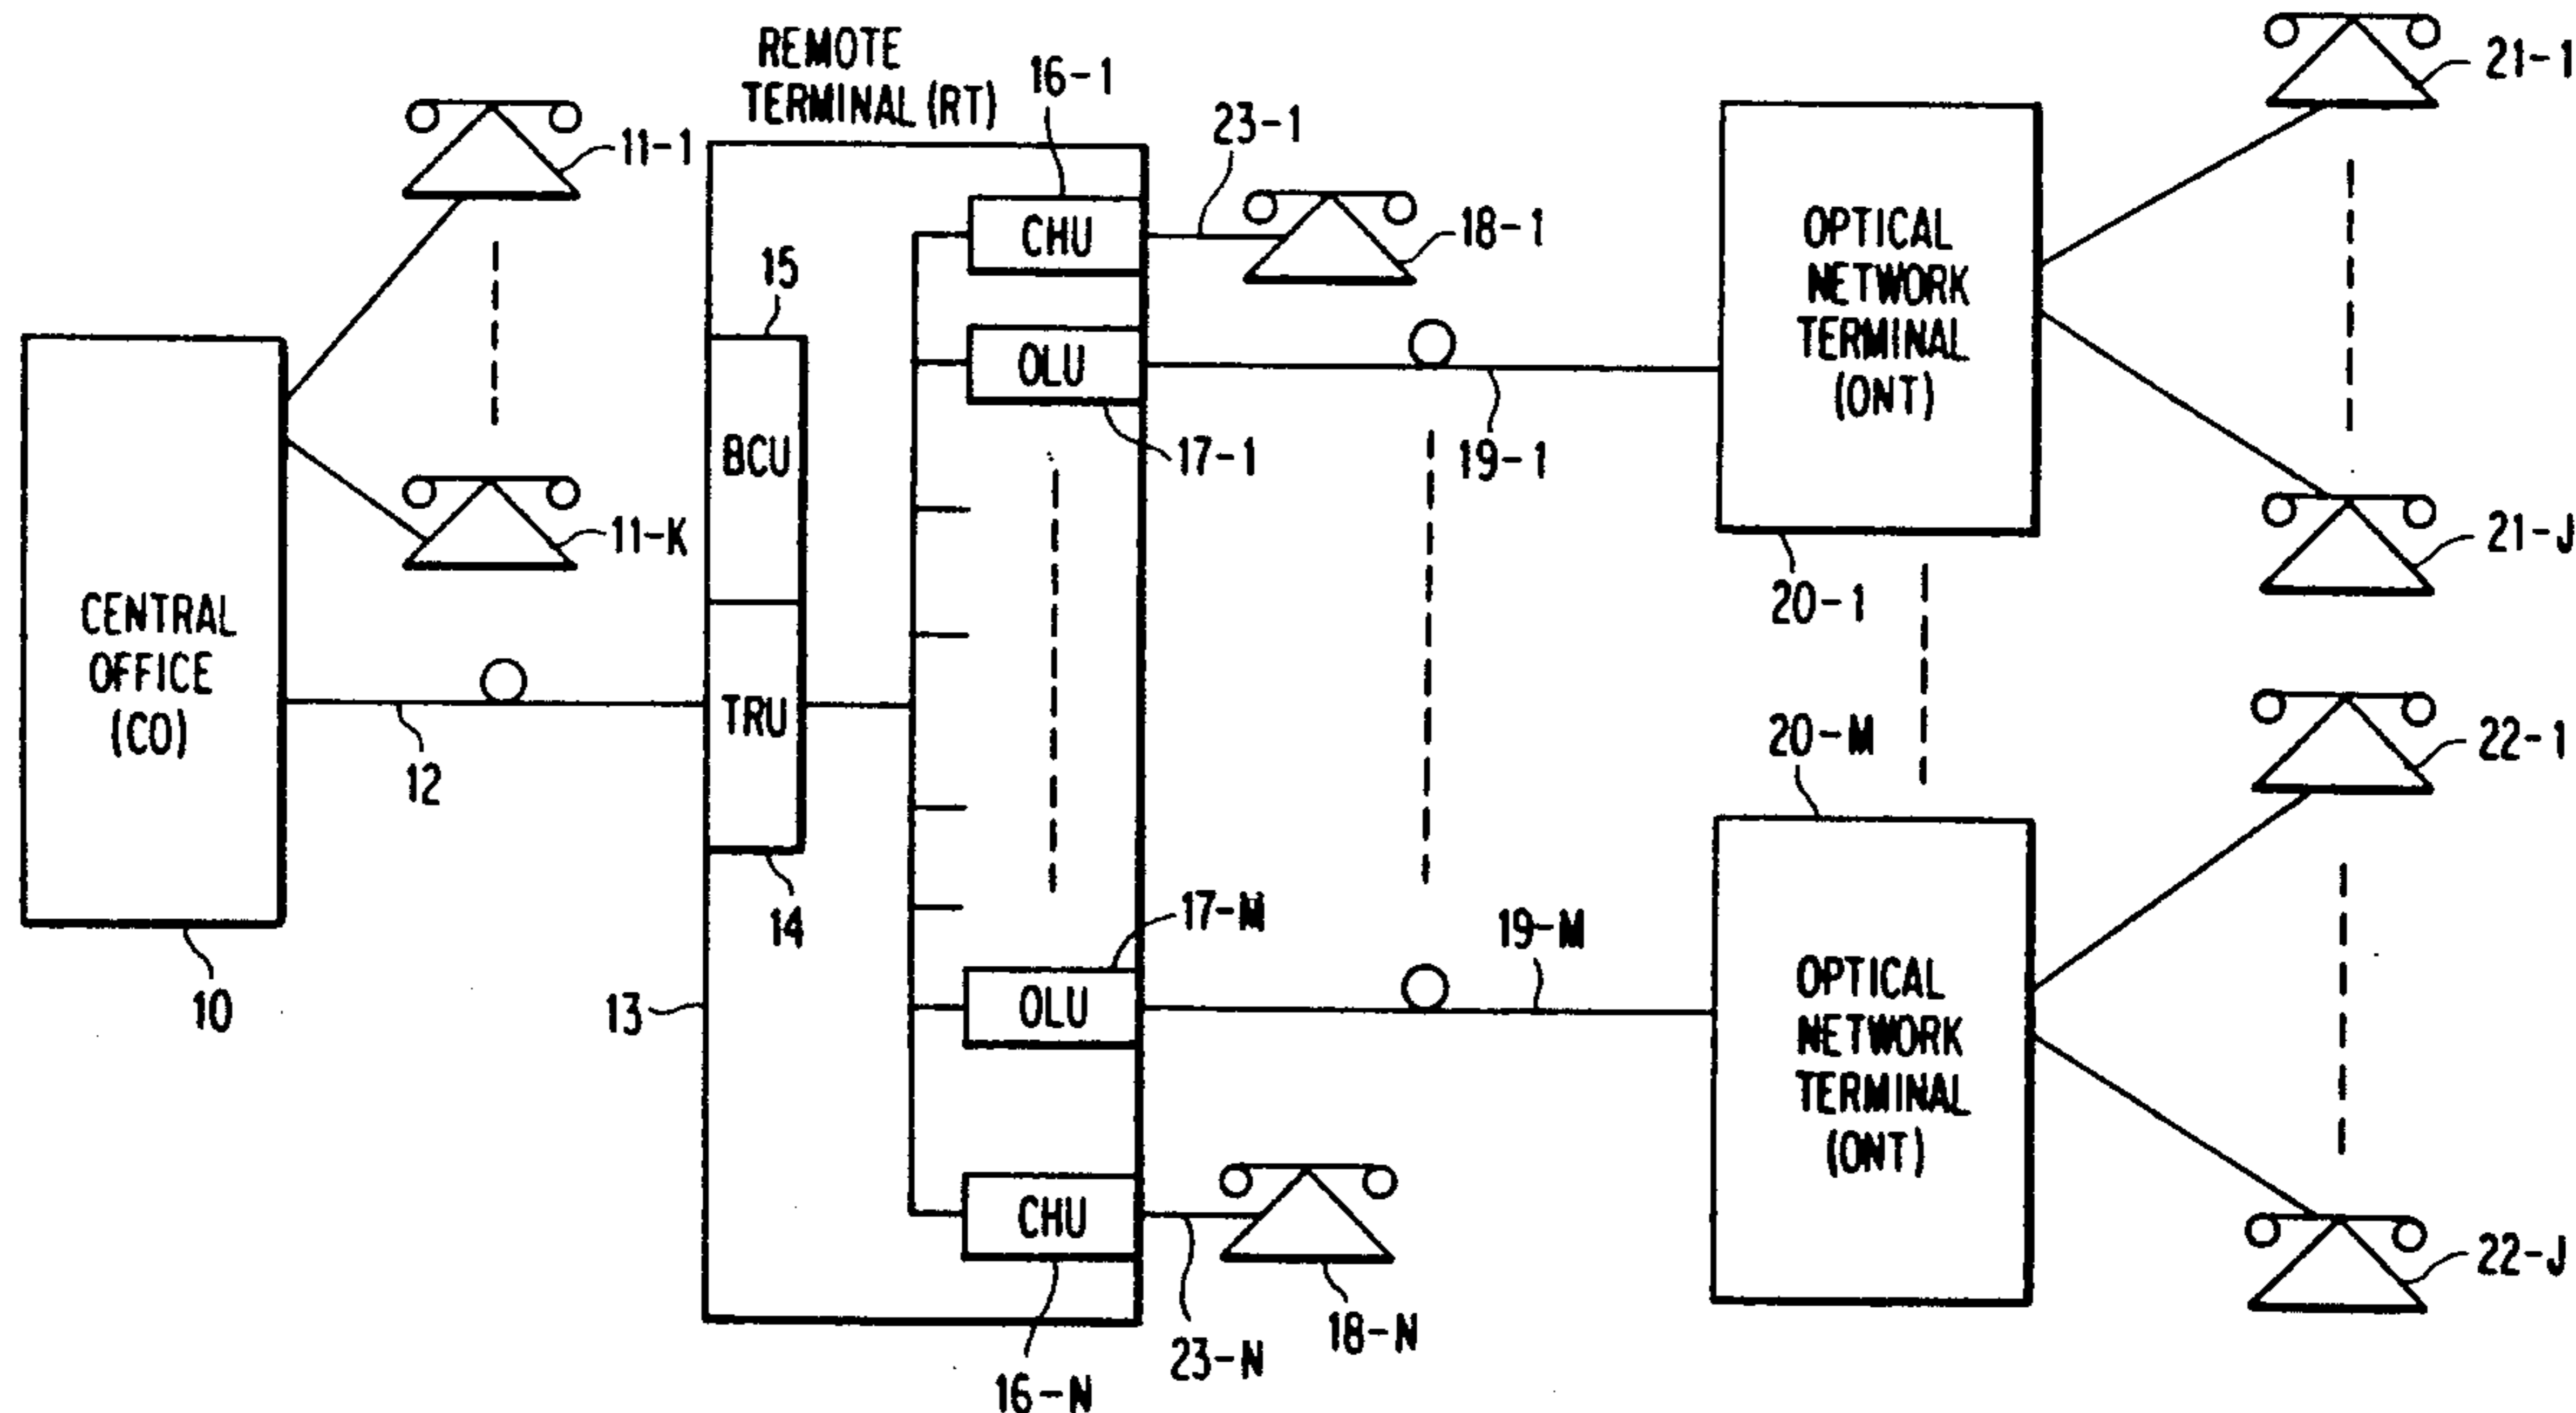 REMOTE
TERMINAL (RT)
16-1
23-1
21-1
11-1
CHU
18-1
OPTICAL
NETWORK
TERMINAL
(ONT)
15
OLU
BCU
17-1
19-1
11-K
21-J
20-1
CENTRAL
OFFICE
(CO)
TRU
12
20-M
22-1
14
17-M
19-M
10
13
OLU
OPTICAL
NETWORK
TERMINAL
(ONT)
CHU
22-J
16-N
23-N
18-N